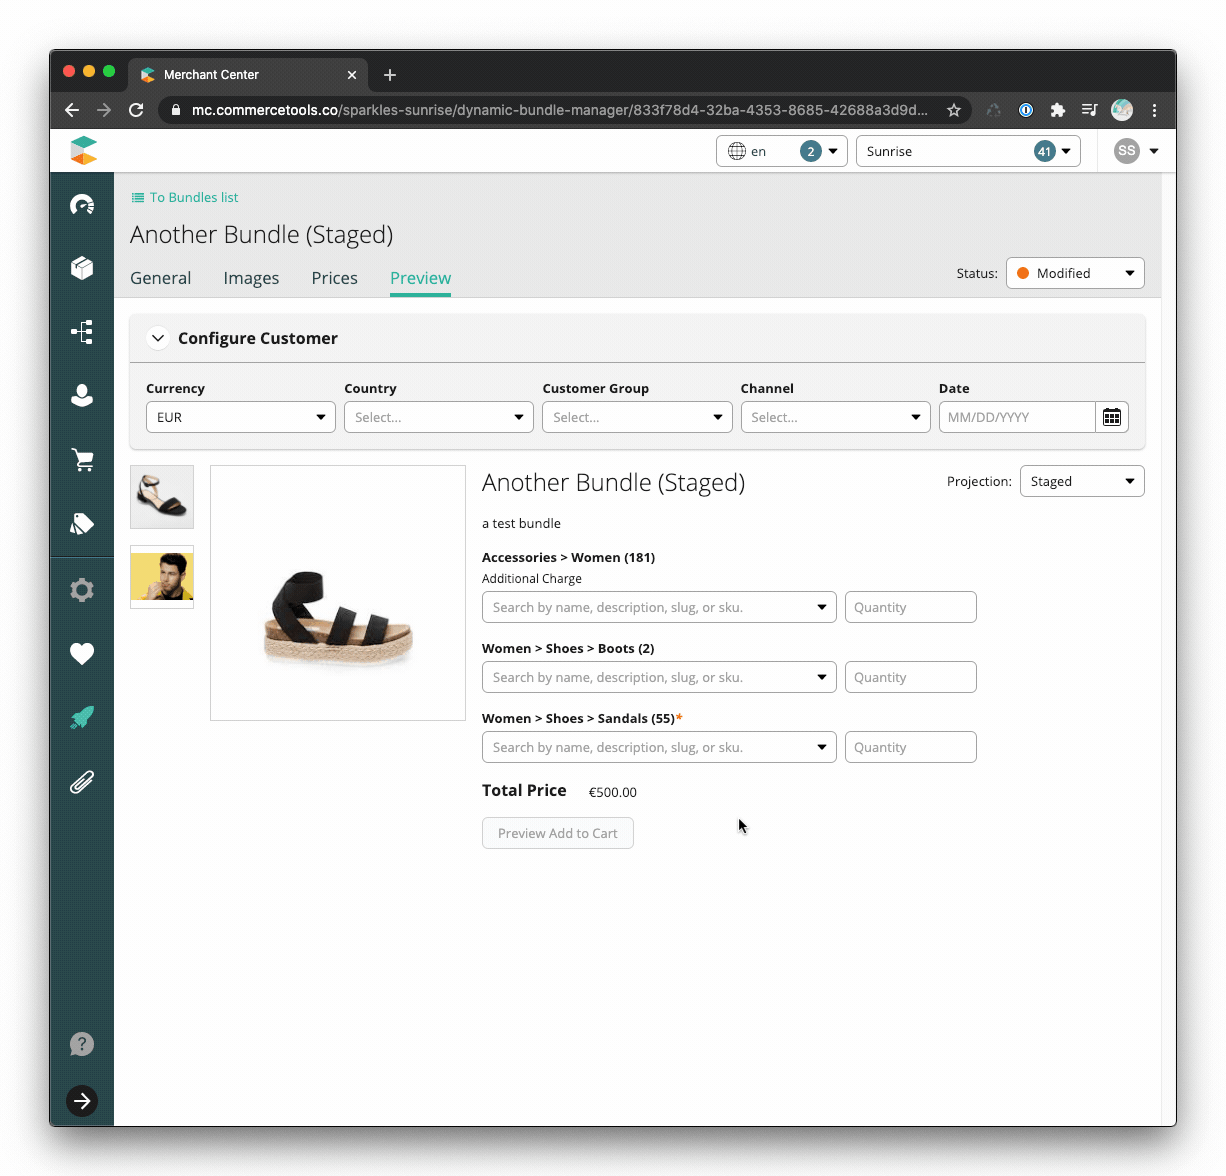 Merchant Center
mc.commercetools.co/sparkles-sunrise/dynamic-bundle-manager/833f78d4-32ba-4353-8685-42688a3d9d...
en 2 Sunrise 41 SS
To Bundles list
Another Bundle (Staged)
General Images Prices Preview Status: Modified
Configure Customer
Currency Country Customer Group Channel Date
EUR Select... Select... Select... MM/DD/YYYY
Another Bundle (Staged) Projection: Staged
a test bundle
Accessories > Women (181)
Additional Charge
Search by name, description, slug, or sku. Quantity
Women > Shoes > Boots (2)
Search by name, description, slug, or sku. Quantity
Women > Shoes > Sandals (55)*
Search by name, description, slug, or sku. Quantity
Total Price €500.00
Preview Add to Cart
?